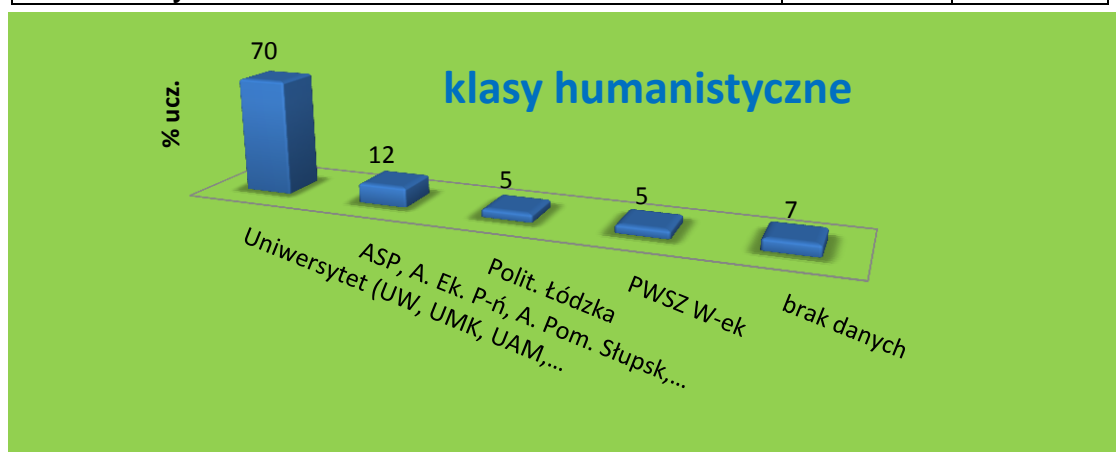 klasy humanistyczne
% ucz.
70
12
5
5
7
Uniwersytet (UW, UMK, UAM,...
ASP, A. Ek. P-ń, A. Pom. Słupsk,...
Polit. Łódzka
PWSZ W-ek
brak danych